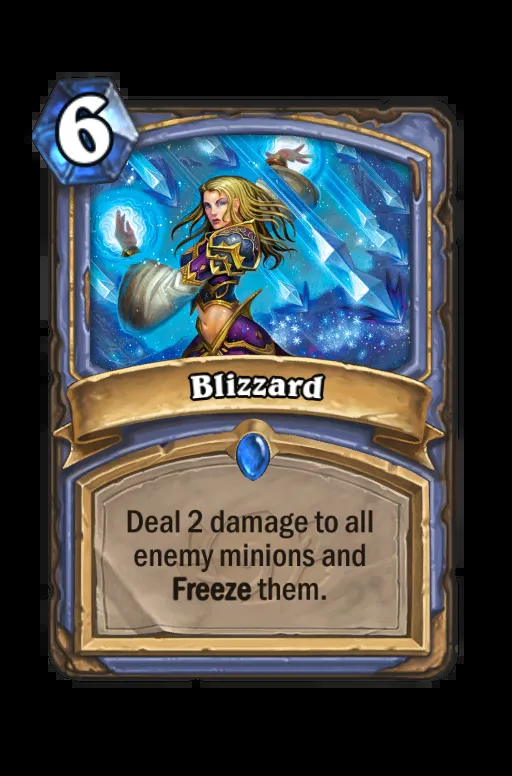 6
Blizzard
Deal 2 damage to all
enemy minions and
Freeze them.